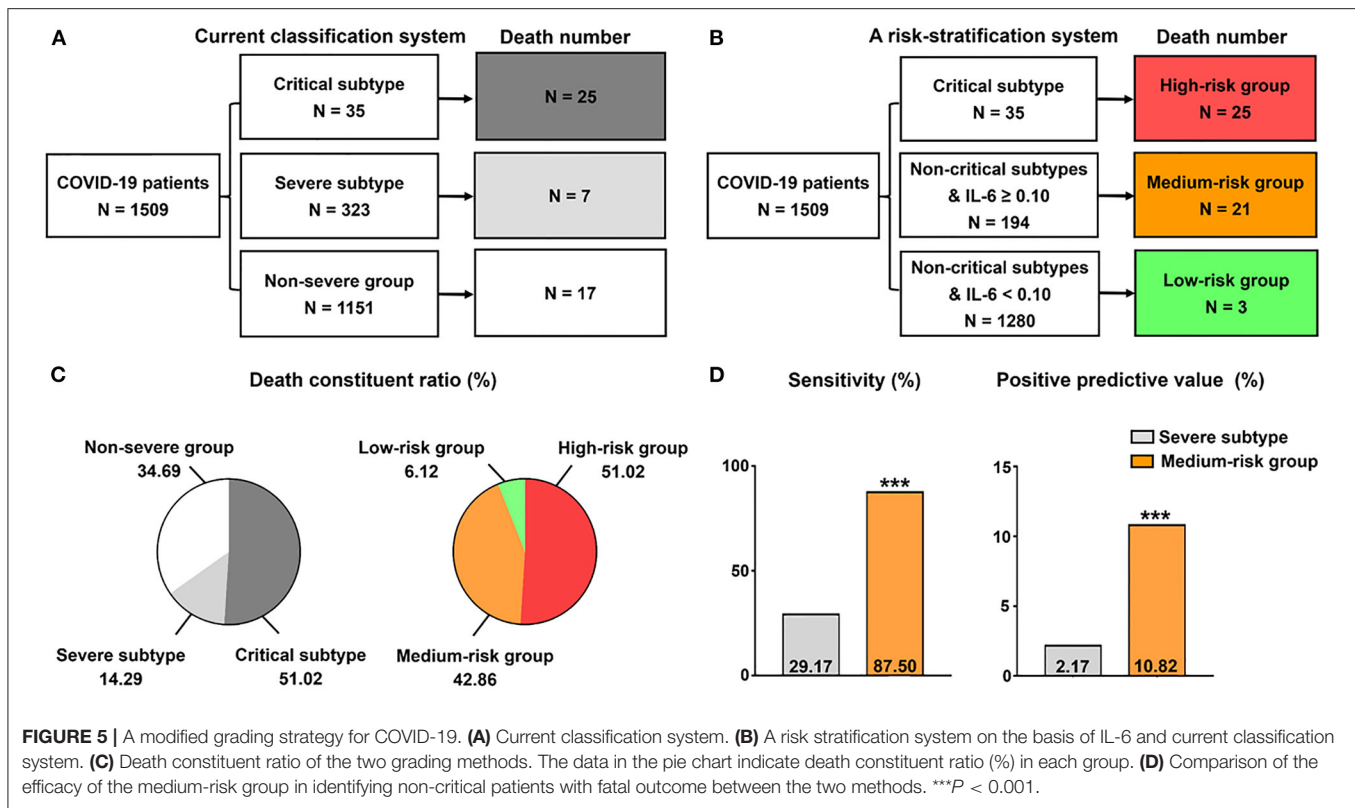 A
Current classification system
Death number
COVID-19 patients
N = 1509
Critical subtype
N = 35
N = 25
Severe subtype
N = 323
N = 7
Non-severe group
N = 1151
N = 17
B
A risk-stratification system
Death number
COVID-19 patients
N = 1509
Critical subtype
N = 35
High-risk group
N = 25
Non-critical subtypes
& IL-6 ≥ 0.10
N = 194
Medium-risk group
N = 21
Non-critical subtypes
& IL-6 < 0.10
N = 1280
Low-risk group
N = 3
C
Death constituent ratio (%)
Non-severe group
34.69
Severe subtype
14.29
Critical subtype
51.02
Low-risk group
6.12
High-risk group
51.02
Medium-risk group
42.86
D
Sensitivity (%)
100
50
0
29.17
***
87.50
Positive predictive value (%)
Severe subtype
Medium-risk group
15
10
5
0
2.17
***
10.82
FIGURE 5 | A modified grading strategy for COVID-19. (A) Current classification system. (B) A risk stratification system on the basis of IL-6 and current classification
system. (C) Death constituent ratio of the two grading methods. The data in the pie chart indicate death constituent ratio (%) in each group. (D) Comparison of the
efficacy of the medium-risk group in identifying non-critical patients with fatal outcome between the two methods. ***P < 0.001.